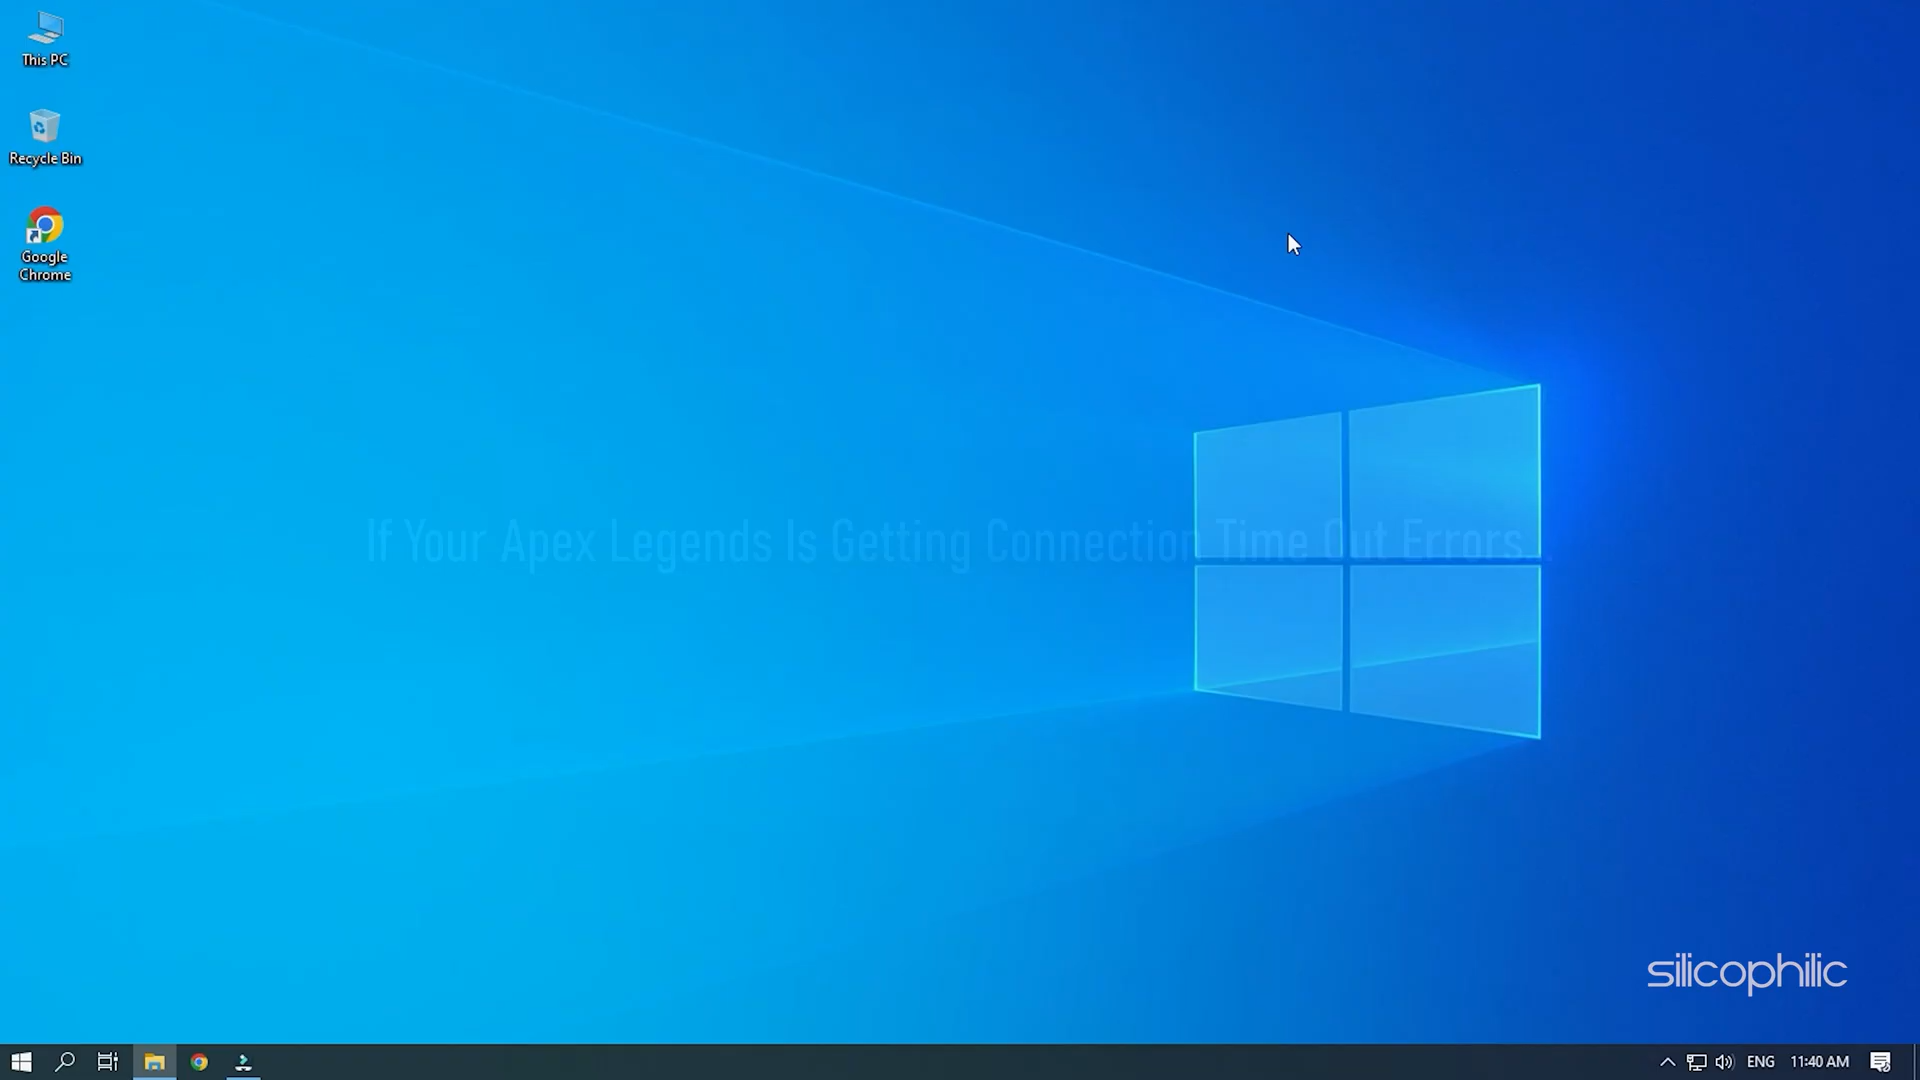 This PC
Recycle Bin
Google
Chrome
If Your Apex Legends Is Getting Connection Time Out Errors...
silicophilic
ENG
11:40 AM